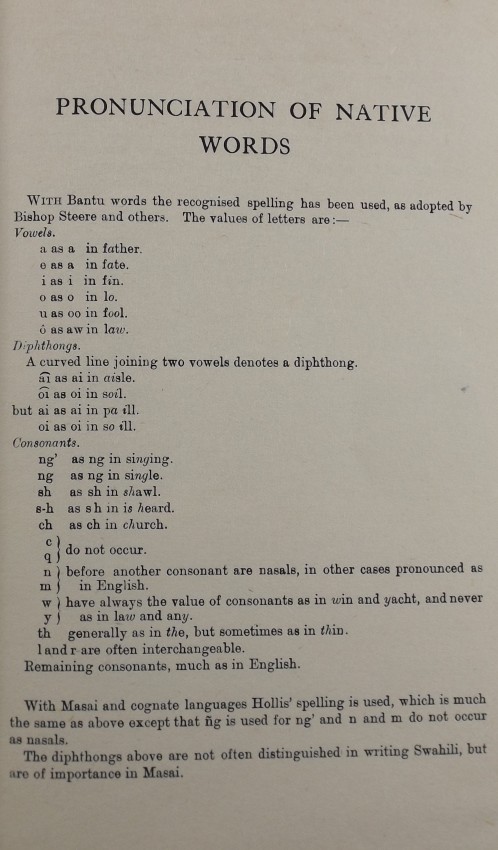 PRONUNCIATION OF NATIVE
WORDS
WITH Bantu words the recognised spelling has been used, as adopted by
Bishop Steere and others. The values of letters are:—
Vowels.
a as a in father.
e as a in fate.
i as i in fin.
o as o in lo.
u as oo in fool.
ô as aw in law.
Diphthongs.
A curved line joining two vowels denotes a diphthong.
a͡i as ai in aisle.
o͡i as oi in soil.
but ai as ai in pa ill.
oi as oi in so ill.
Consonants.
ng' as ng in singing.
ng as ng in single.
sh as sh in shawl.
s-h as s h in is heard.
ch as ch in church.
c
q } do not occur.
n } before another consonant are nasals, in other cases pronounced as
m } in English.
w } have always the value of consonants as in win and yacht, and never
y } as in law and any.
th generally as in the, but sometimes as in thin.
l and r are often interchangeable.
Remaining consonants, much as in English.
With Masai and cognate languages Hollis' spelling is used, which is much
the same as above except that n̄g is used for ng' and n and m do not occur
as nasals.
The diphthongs above are not often distinguished in writing Swahili, but
are of importance in Masai.